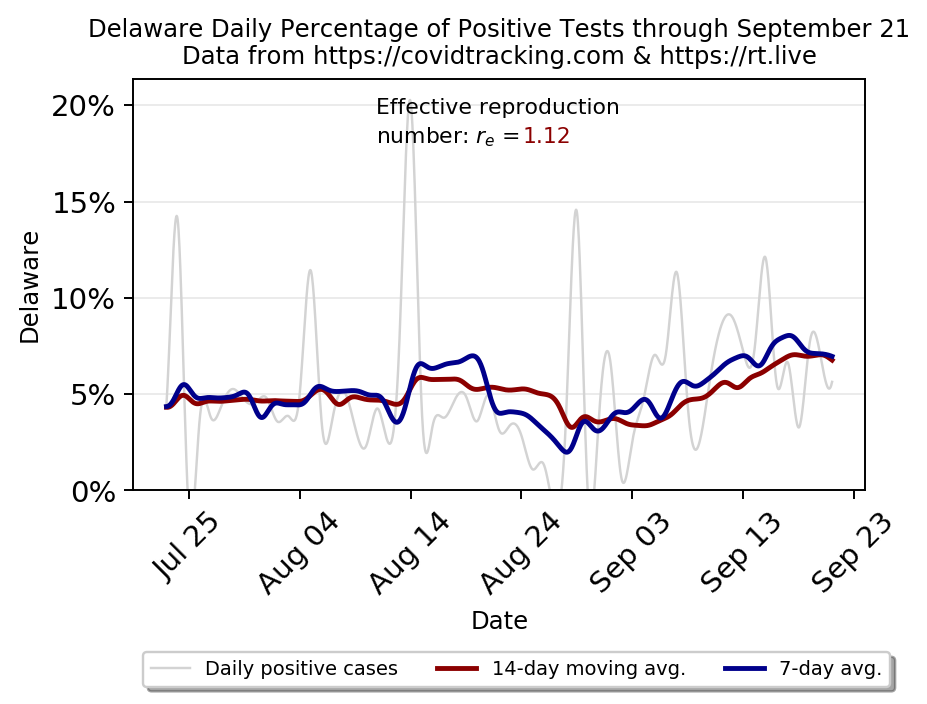 Delaware Daily Percentage of Positive Tests through September 21
Data from https://covidtracking.com & https://rt.live
Effective reproduction
number: rₑ =1.12
20%
15%
10%
5%
0%
Delaware
Jul 25
Aug 04
Aug 14
Aug 24
Sep 03
Sep 13
Sep 23
Date
Daily positive cases
14-day moving avg.
7-day avg.